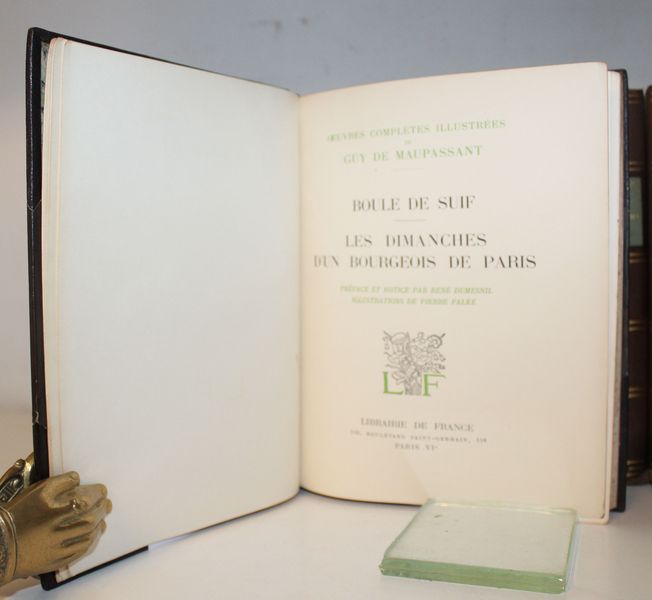 ŒUVRES COMPLÈTES ILLUSTRÉES
DE
GUY DE MAUPASSANT
BOULE DE SUIF
LES DIMANCHES
D'UN BOURGEOIS DE PARIS
PRÉFACE ET NOTICE PAR RENÉ DUMESNIL
ILLUSTRATIONS DE PIERRE FALKÉ
L F
LIBRAIRIE DE FRANCE
110, BOULEVARD SAINT-GERMAIN, 110
PARIS VIe